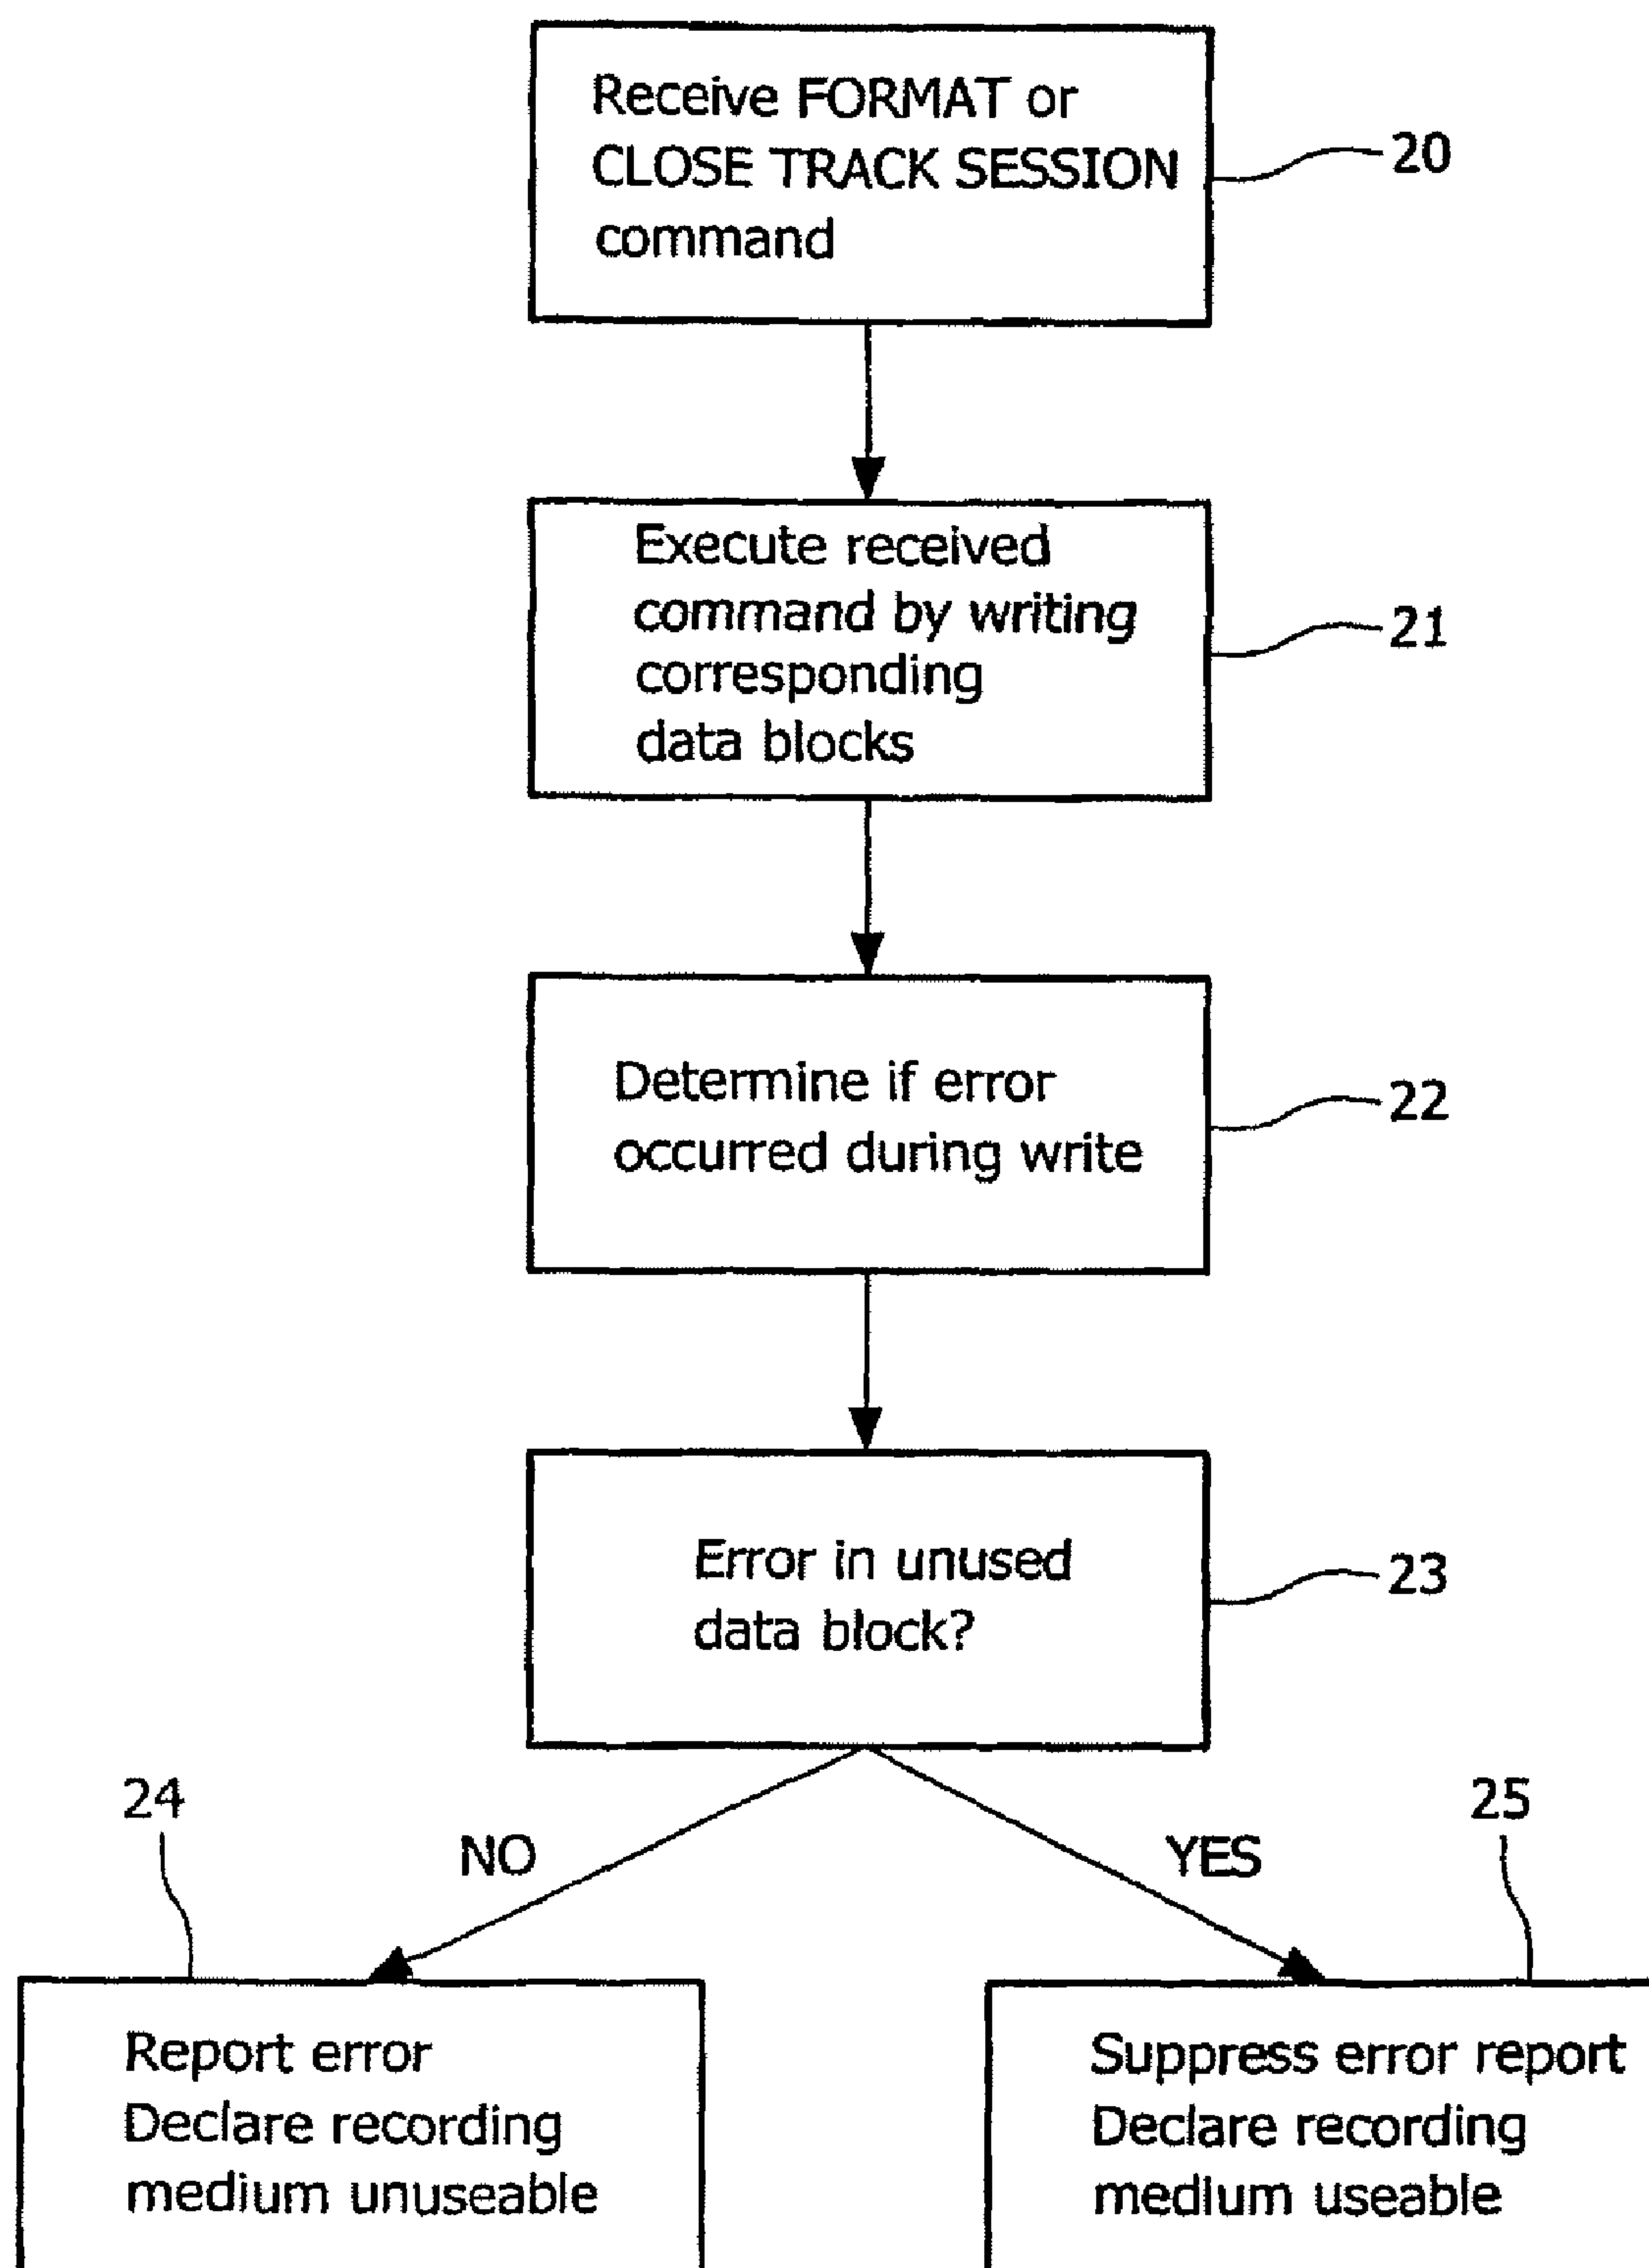 Receive FORMAT or
CLOSE TRACK SESSION
command
20
Execute received
command by writing
corresponding
data blocks
21
Determine if error
occurred during write
22
Error in unused
data block?
23
24
NO
YES
25
Report error
Declare recording
medium unuseable
Suppress error report
Declare recording
medium useable